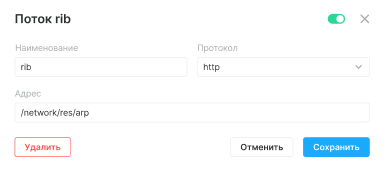 Поток rib
Наименование Протокол
rib http
Адрес
/network/res/arp
Удалить Отменить Сохранить